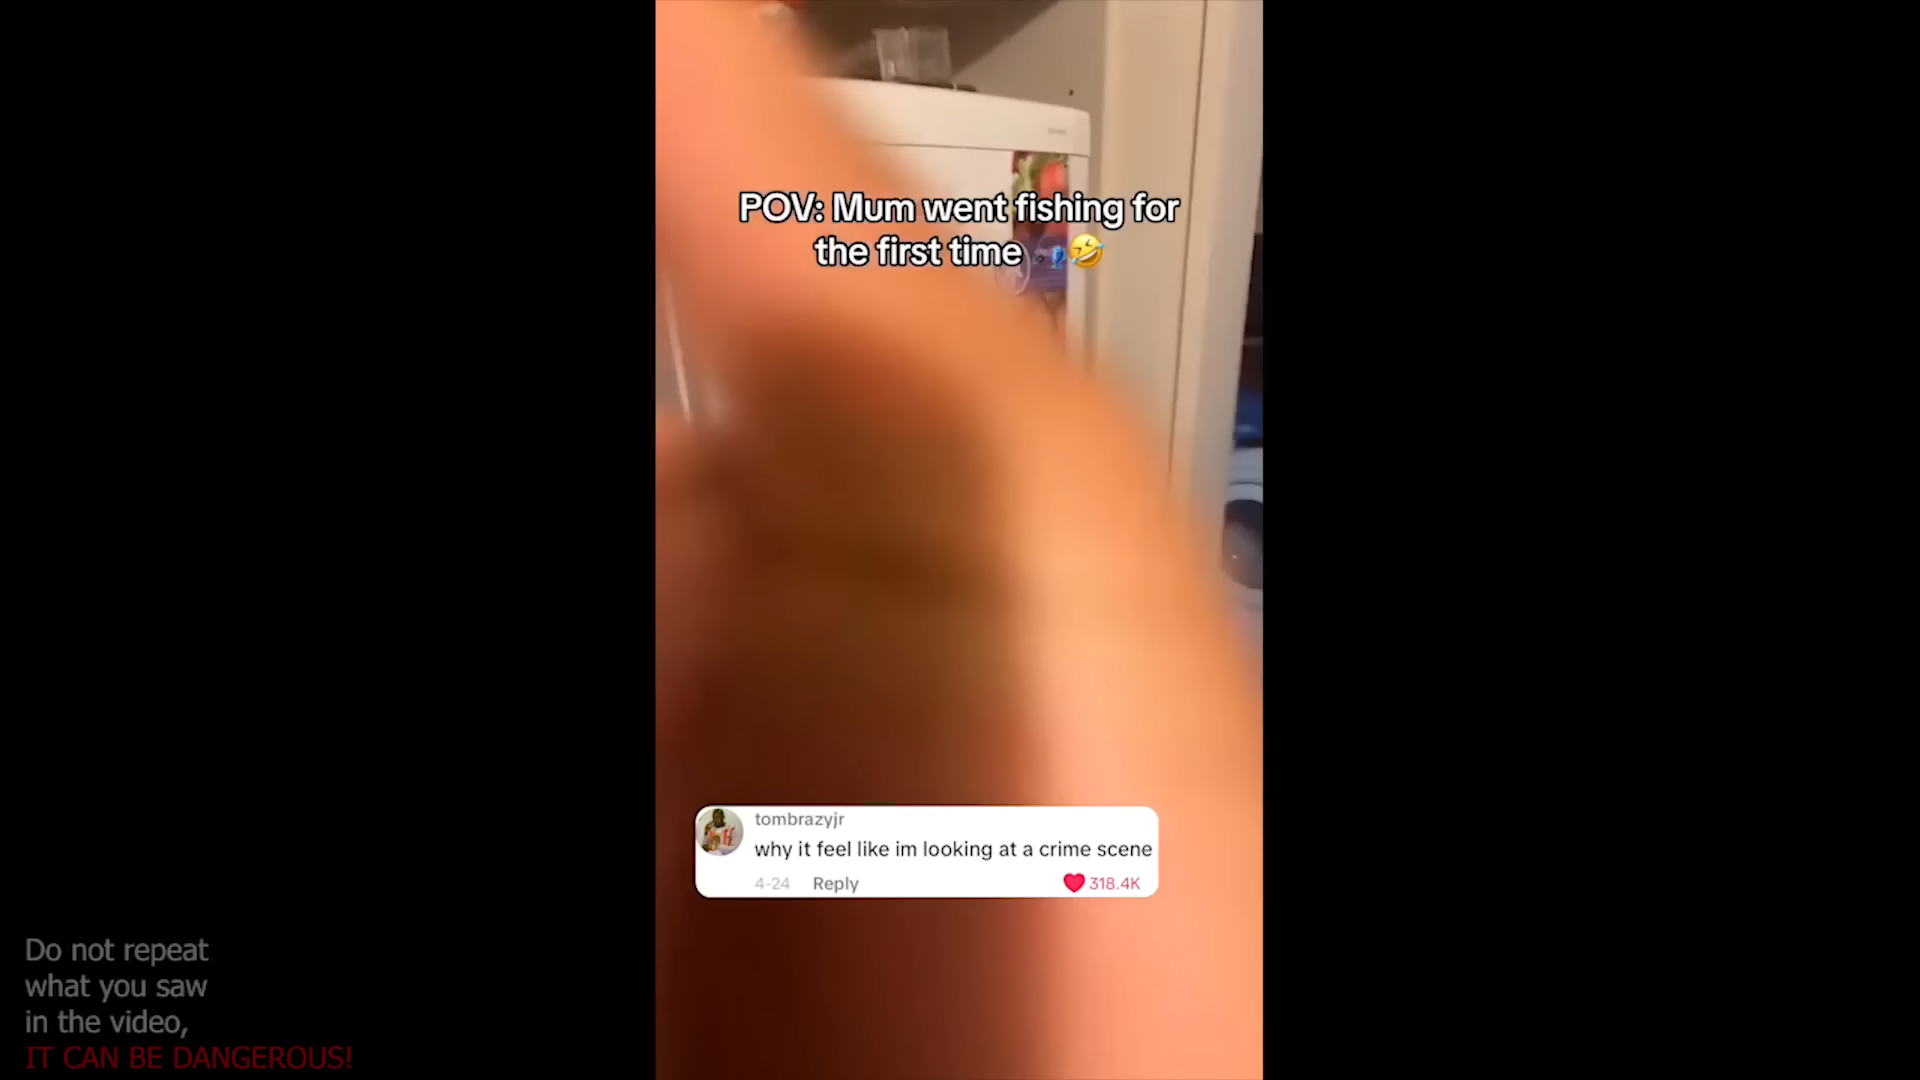 POV: Mum went fishing for
the first time 🎣🤣
tombrazyjr
why it feel like im looking at a crime scene
4-24 Reply 318.4K
Do not repeat
what you saw
in the video,
IT CAN BE DANGEROUS!